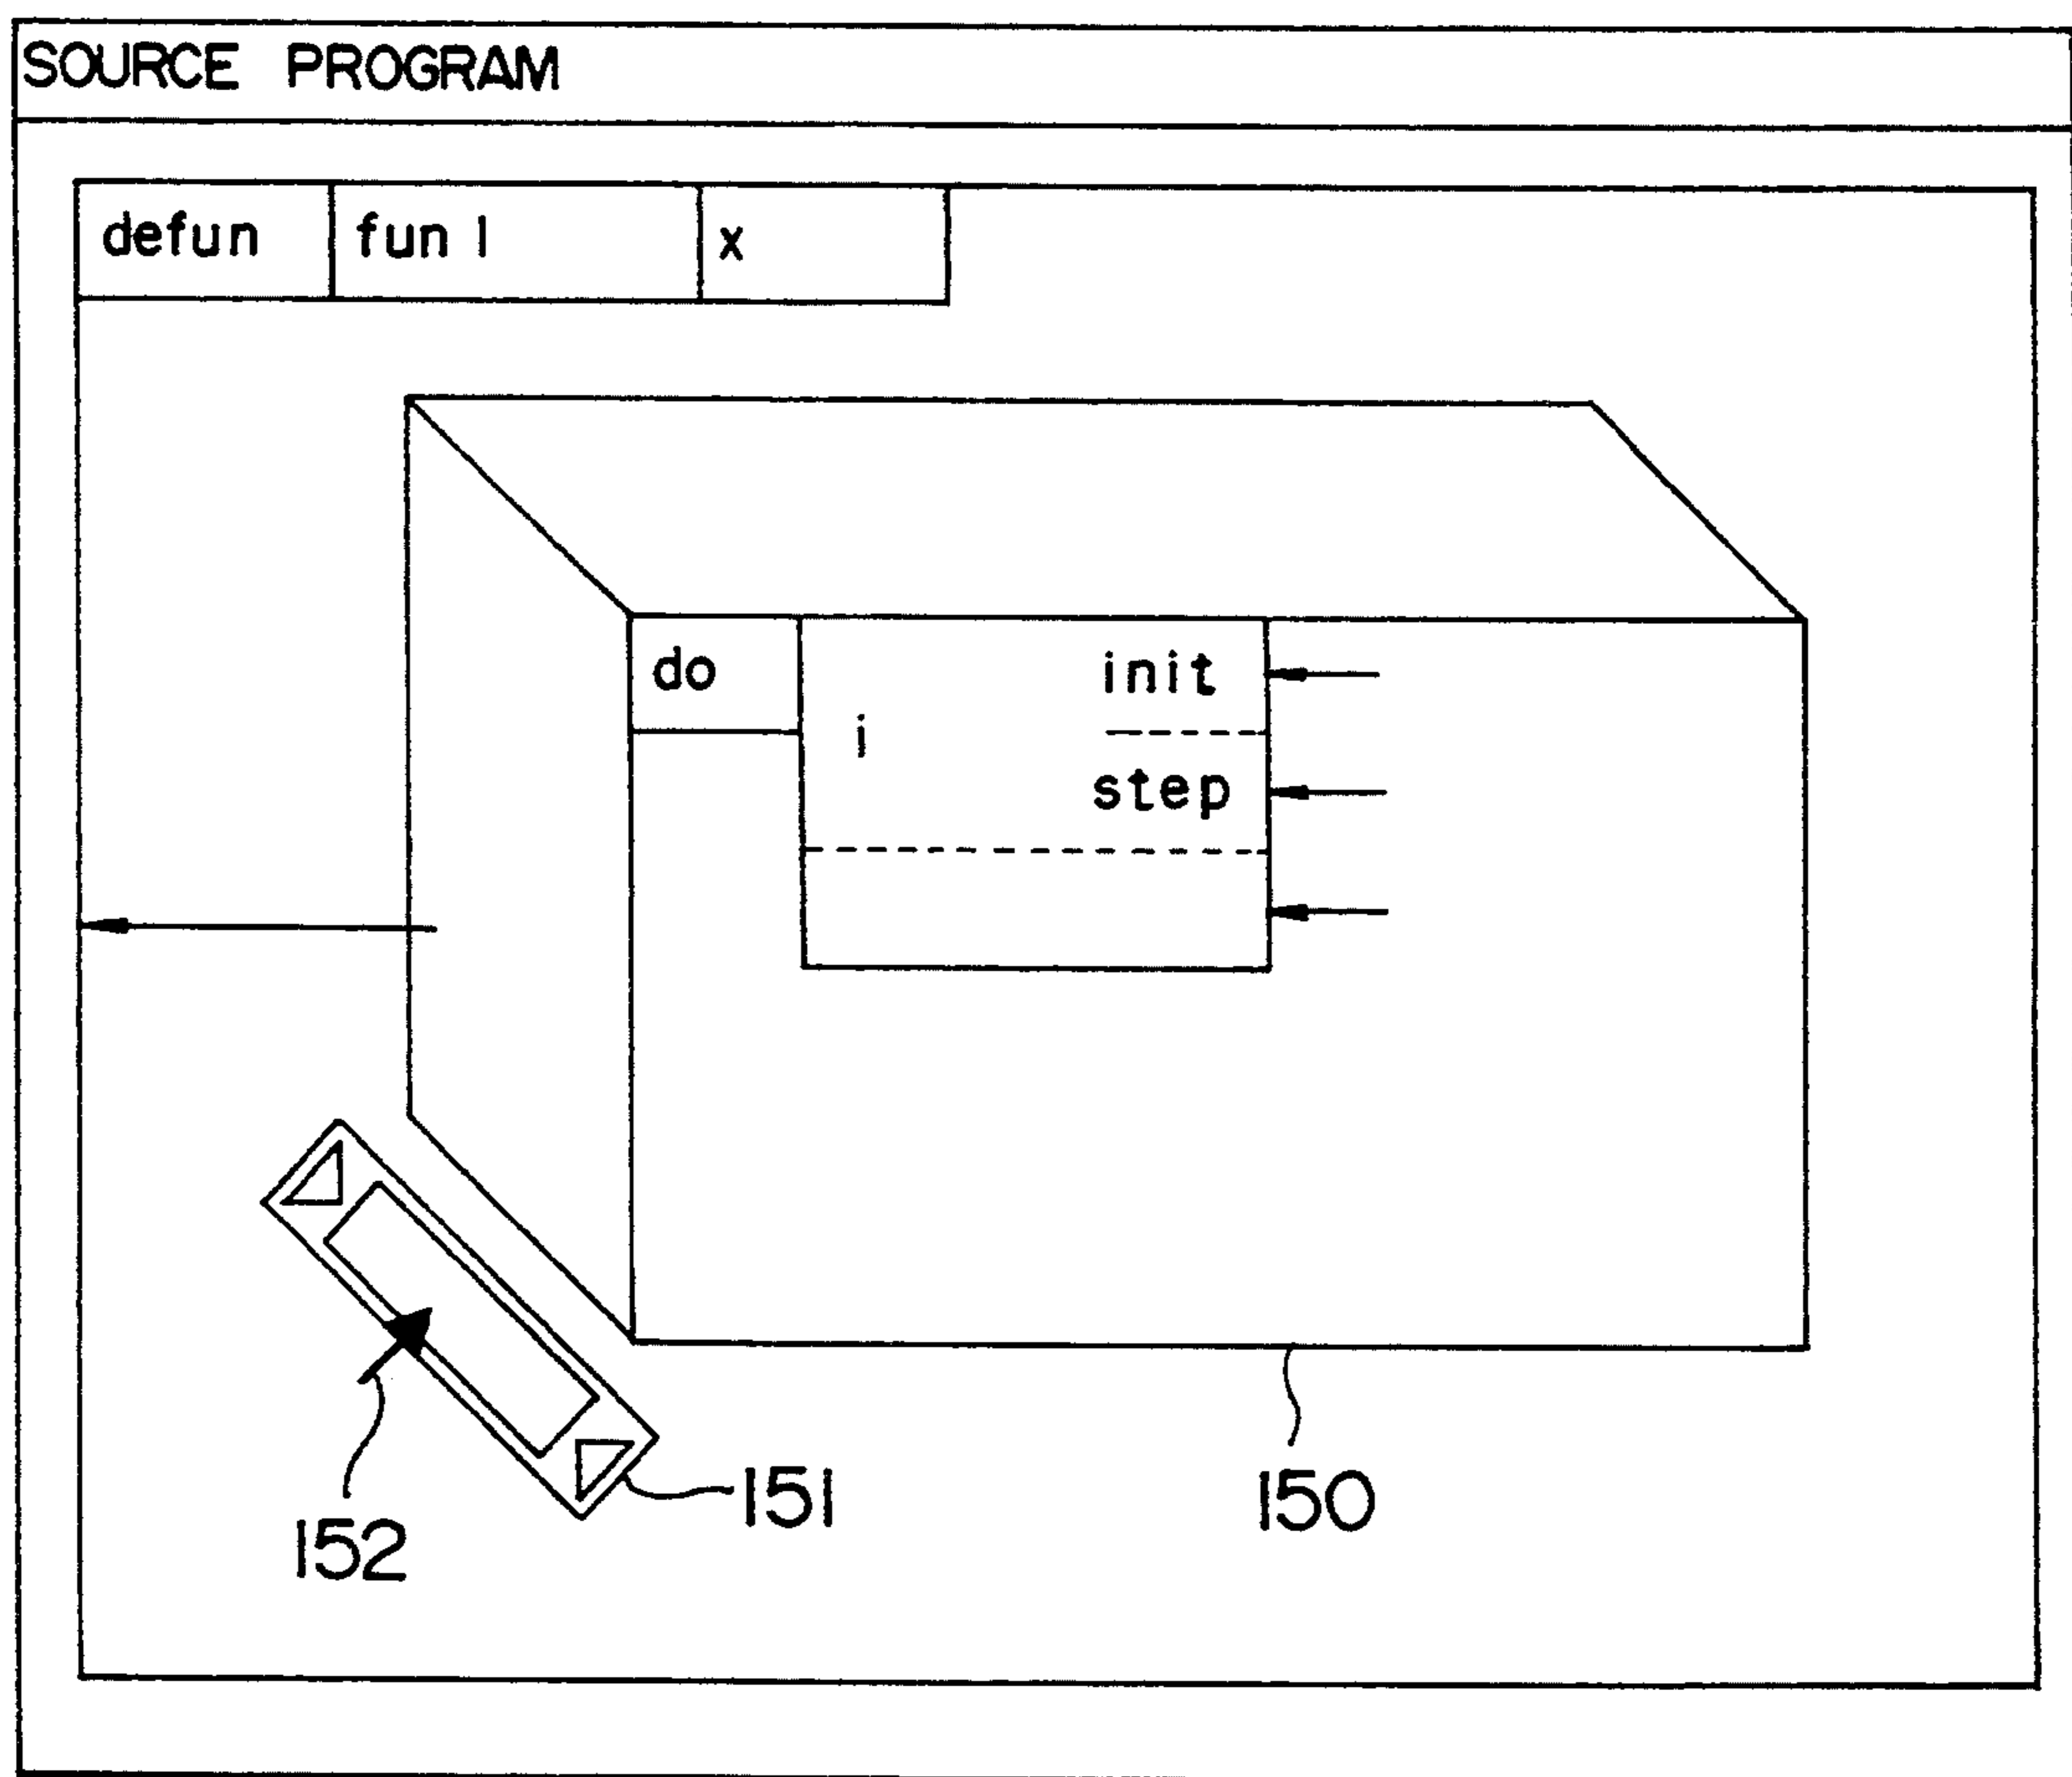 SOURCE PROGRAM
defun fun 1 x
do init
i
step
151
150
152